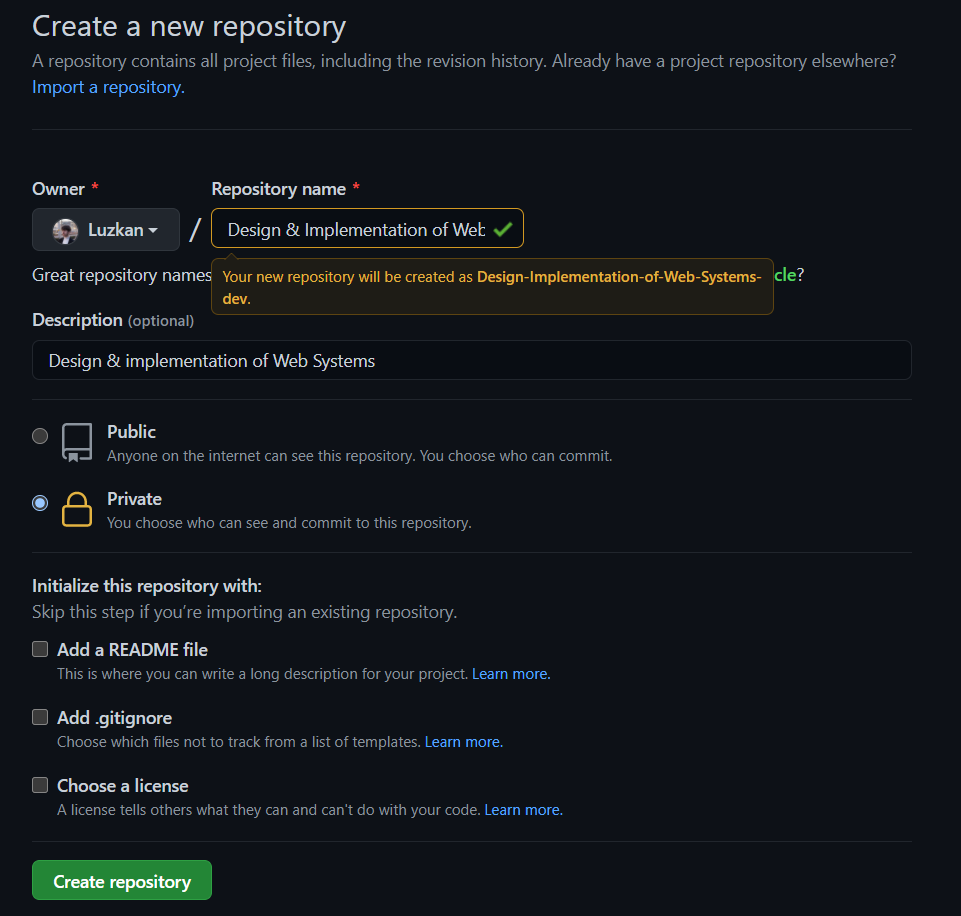 Create a new repository
A repository contains all project files, including the revision history. Already have a project repository elsewhere?
Import a repository.
Owner *
Repository name *
Luzkan
/
Design & Implementation of Web
Great repository names
cle?
Your new repository will be created as Design-Implementation-of-Web-Systems-
dev.
Description (optional)
Design & implementation of Web Systems
Public
Anyone on the internet can see this repository. You choose who can commit.
Private
You choose who can see and commit to this repository.
Initialize this repository with:
Skip this step if you’re importing an existing repository.
Add a README file
This is where you can write a long description for your project. Learn more.
Add .gitignore
Choose which files not to track from a list of templates. Learn more.
Choose a license
A license tells others what they can and can't do with your code. Learn more.
Create repository